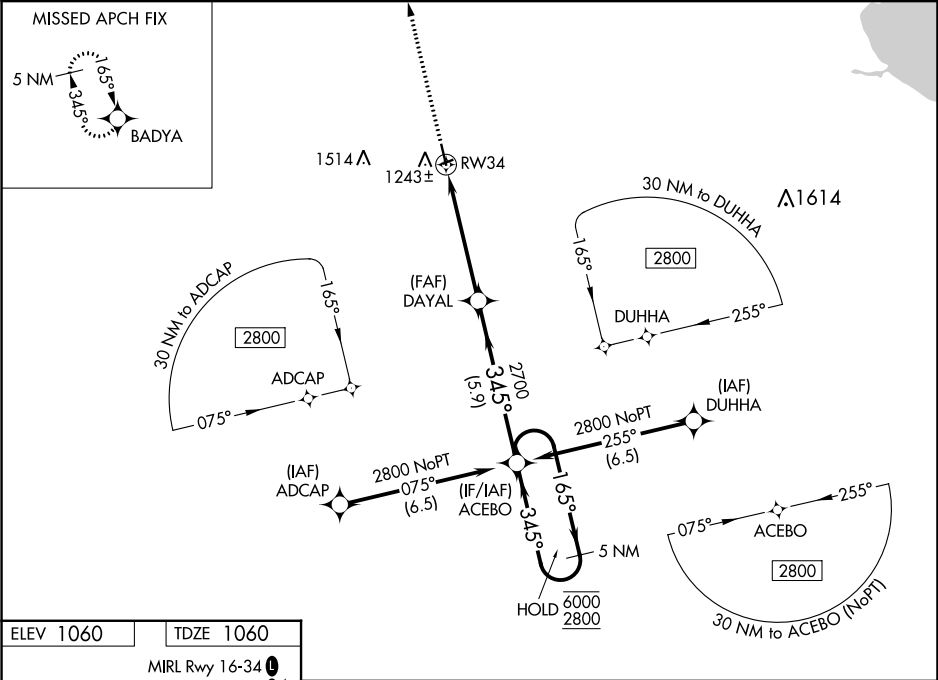 MISSED APCH FIX
5 NM
165°
345°
BADYA
1514
1243±
RW34
30 NM to DUHHA
1614
165°
2800
DUHHA
255°
(FAF)
DAYAL
30 NM to ADCAP
165°
2800
ADCAP
075°
2700
345°
(5.9)
(IAF)
DUHHA
2800 NoPT
255°
(6.5)
(IAF)
ADCAP
2800 NoPT
075°
(6.5)
(IF/IAF)
ACEBO
165°
345°
5 NM
HOLD
6000
2800
255°
075°
ACEBO
2800
30 NM to ACEBO (NoPT)
ELEV 1060
TDZE 1060
MIRL Rwy 16-34 L